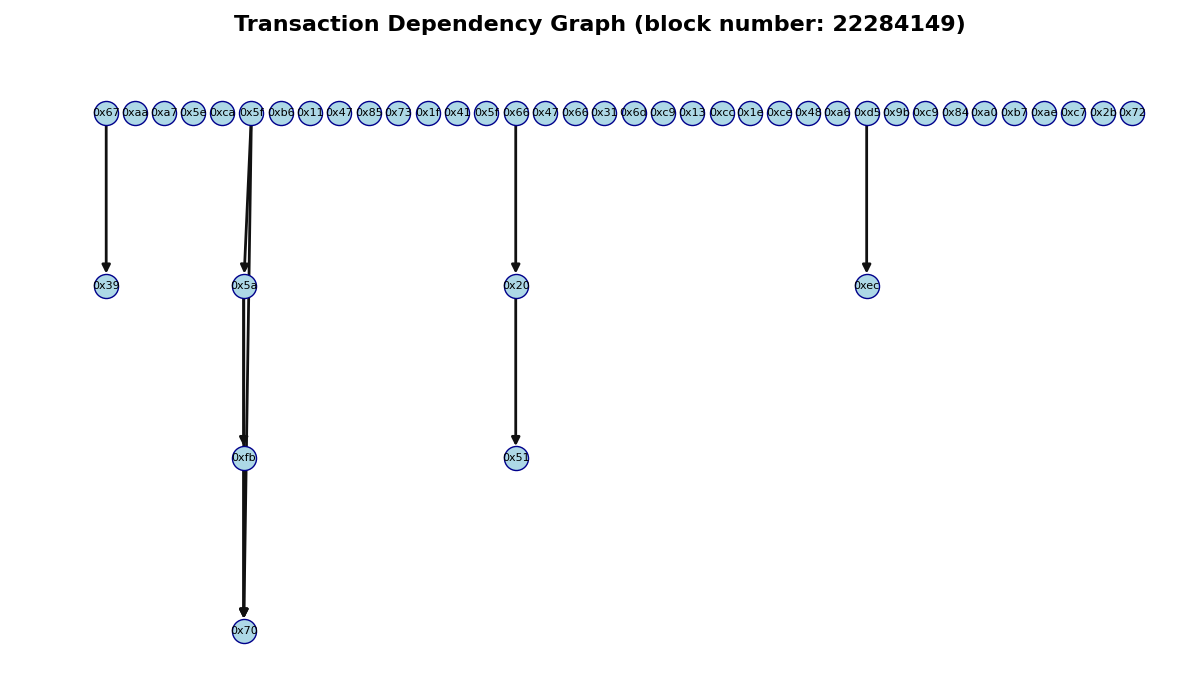 Transaction Dependency Graph (block number: 22284149)
0x67 0xaa 0xa7 0x5e 0xca 0x5f 0xb6 0x11 0x47 0x85 0x73 0x1f 0x41 0x5f 0x66 0x47 0x66 0x31 0x6d 0xc9 0x13 0xcc 0x1e 0xce 0x48 0xa6 0xd5 0x9b 0xc9 0x84 0xa0 0xb7 0xae 0xc7 0x2b 0x72
0x39 0x5a 0x20 0xec
0xfb 0x51
0x70